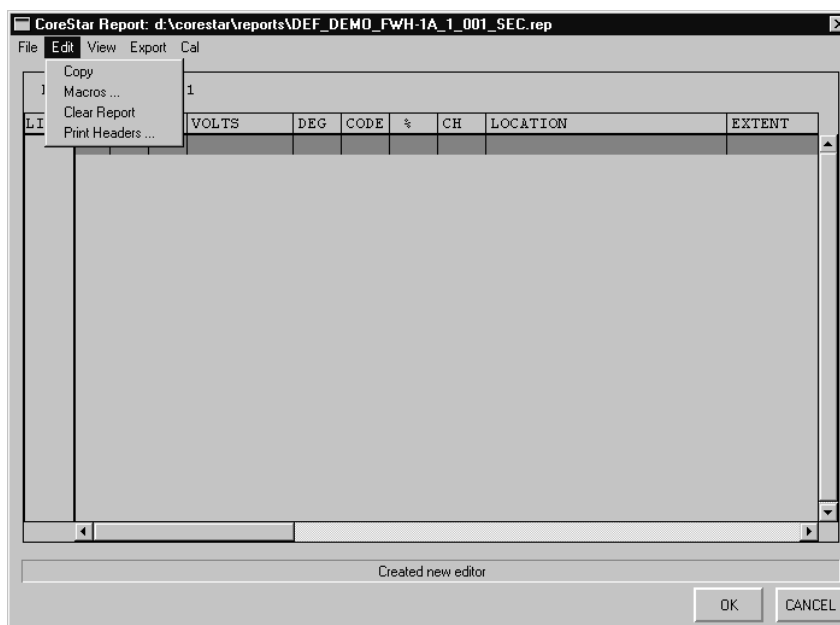 CoreStar Report: d:\corestar\reports\DEF_DEMO_FWH-1A_1_001_SEC.rep
File Edit View Export Cal
Copy
Macros ...
Clear Report
Print Headers ...
1
VOLTS DEG CODE % CH LOCATION EXTENT
Created new editor
OK CANCEL